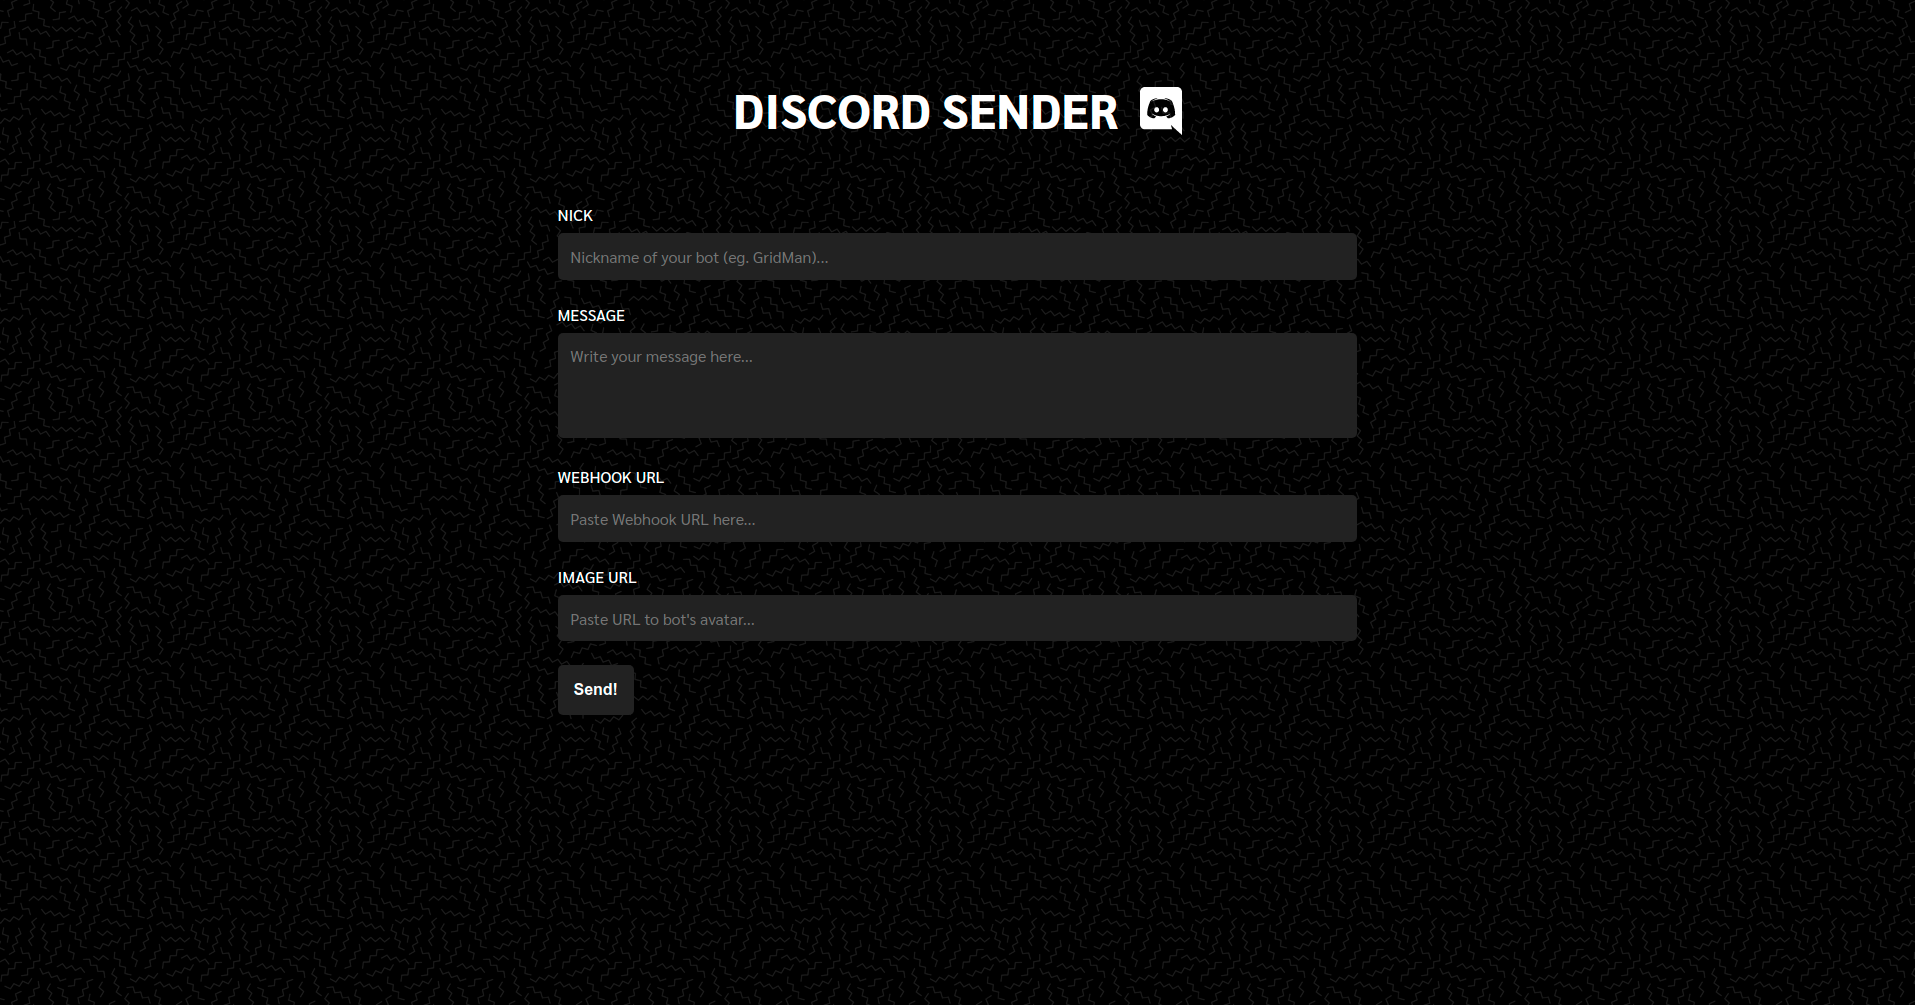 DISCORD SENDER
NICK
Nickname of your bot (eg. GridMan)...
MESSAGE
Write your message here...
WEBHOOK URL
Paste Webhook URL here...
IMAGE URL
Paste URL to bot's avatar...
Send!